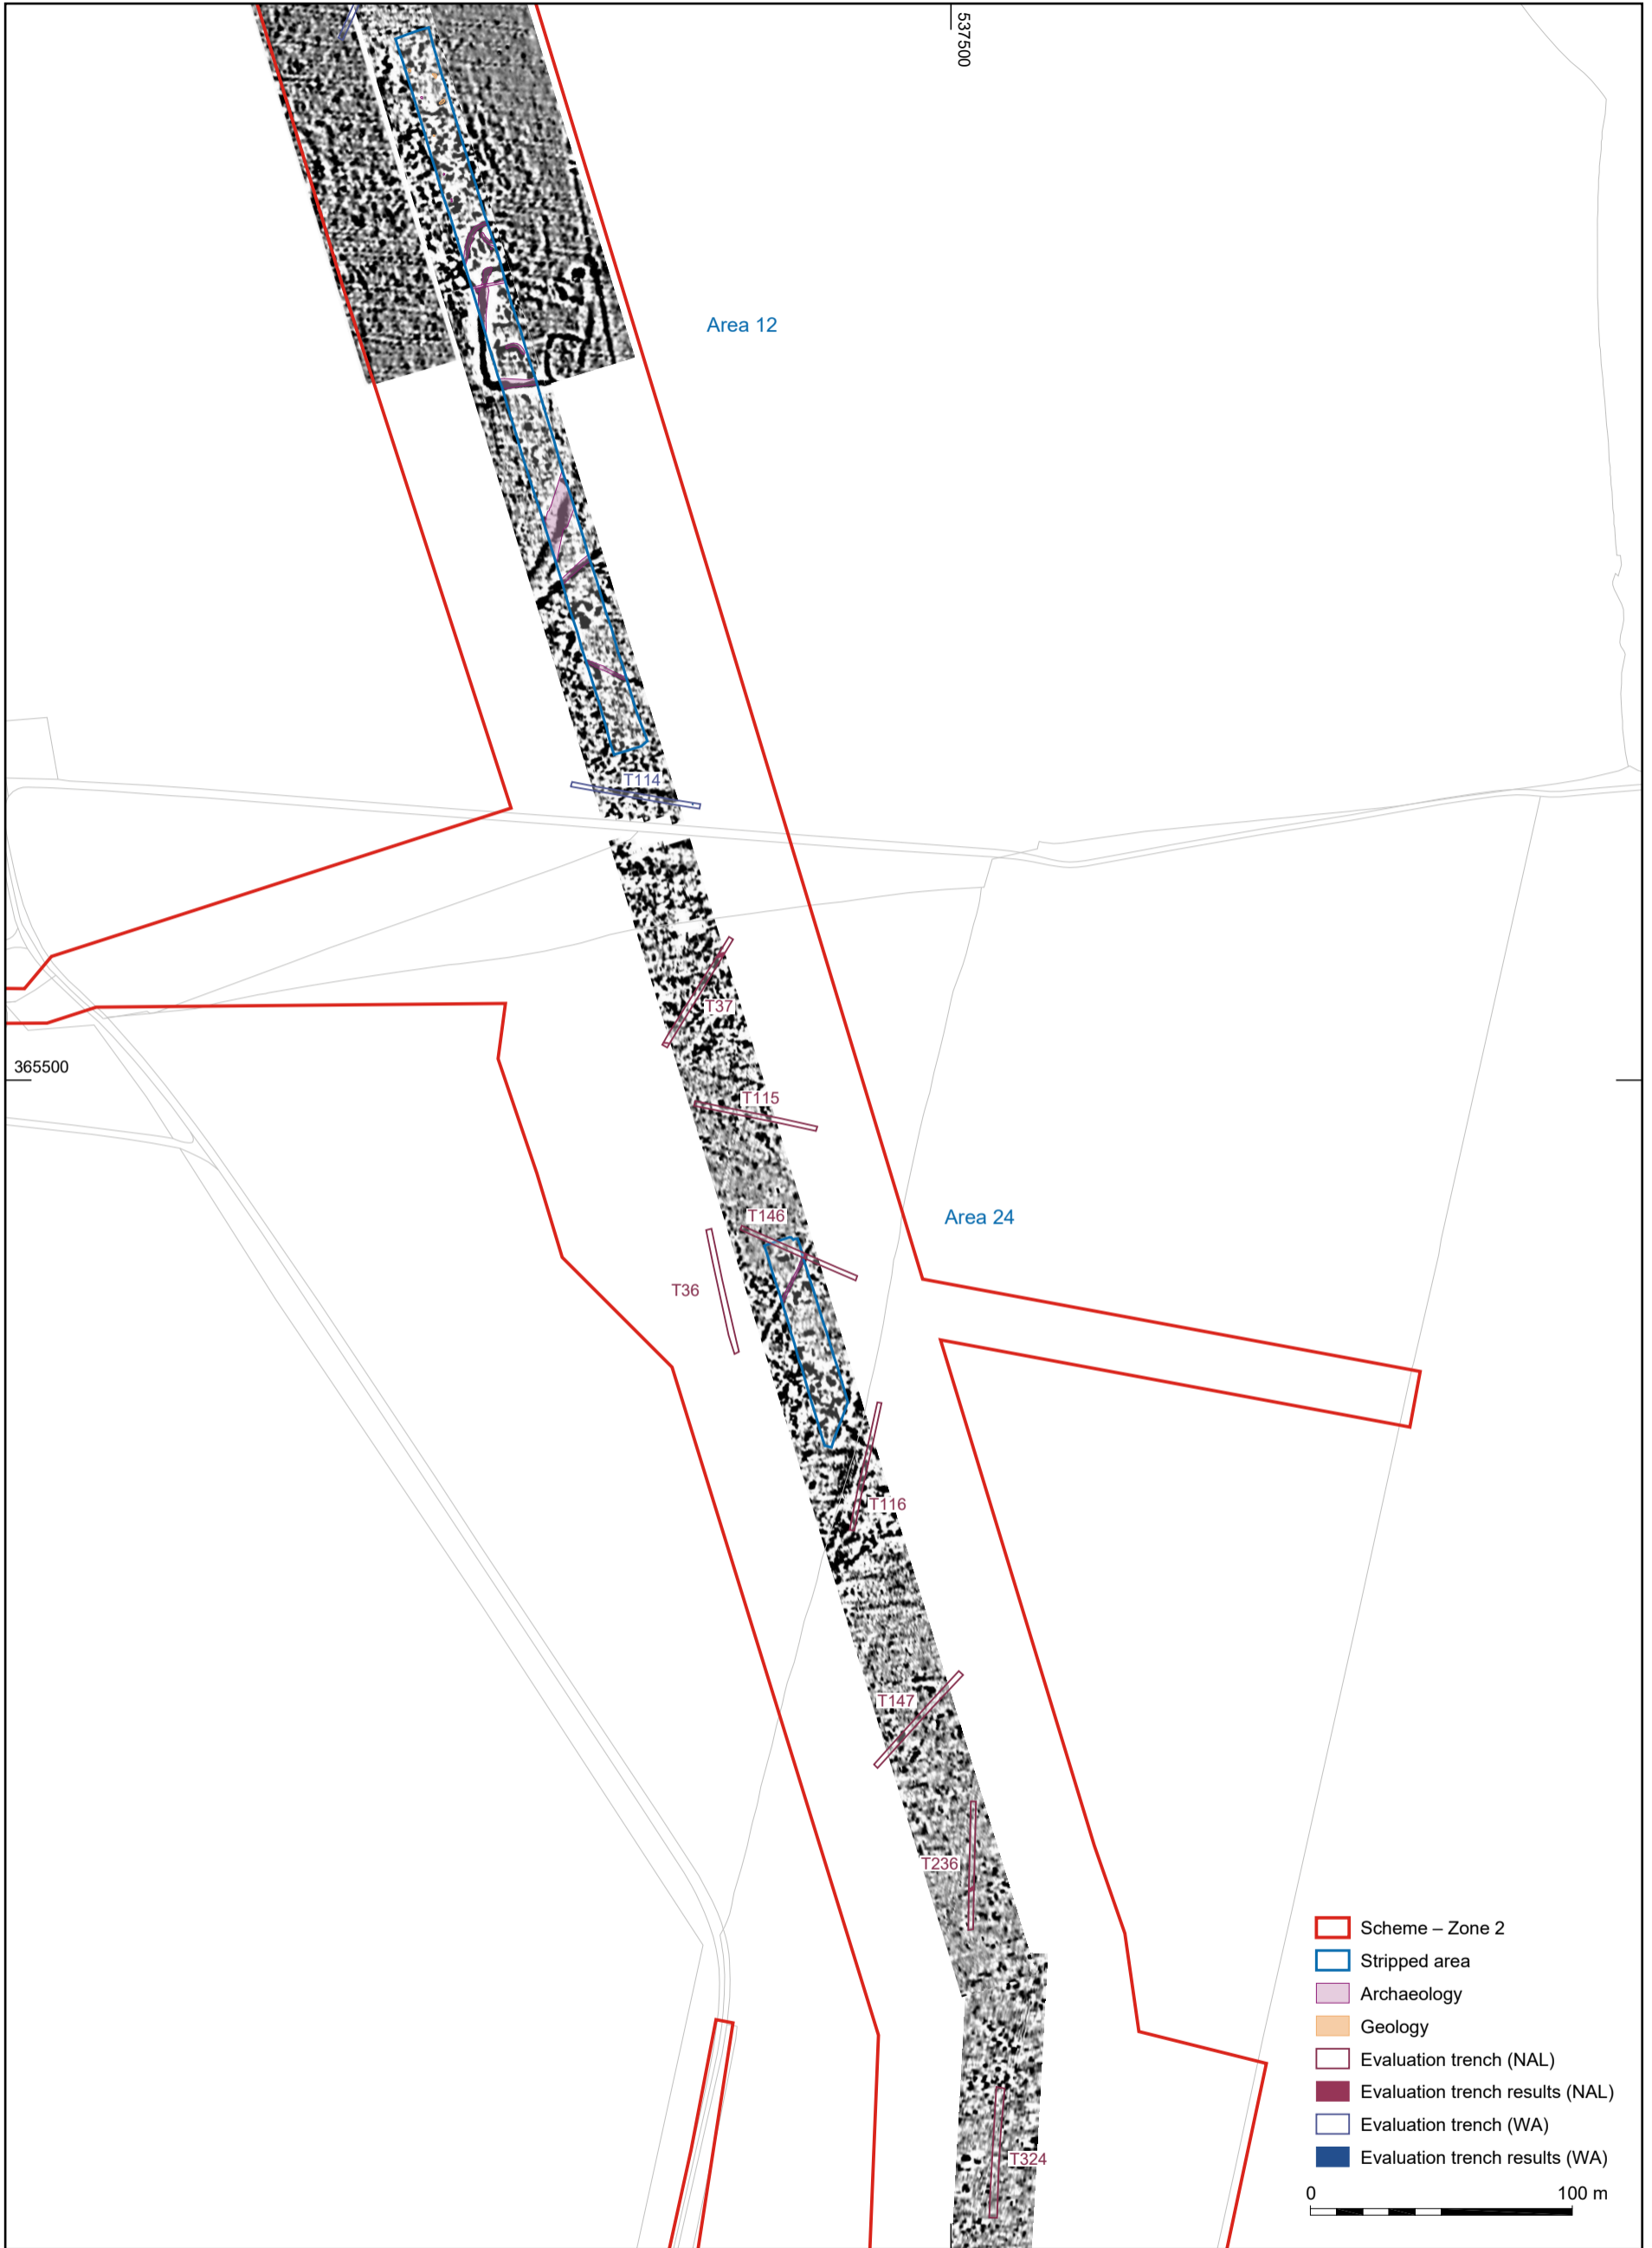 537500
Area 12
T114
T37
365500
T115
T146
Area 24
T36
T116
T147
T236
Scheme – Zone 2
Stripped area
Archaeology
Geology
Evaluation trench (NAL)
Evaluation trench results (NAL)
Evaluation trench (WA)
Evaluation trench results (WA)
T324
0 100 m